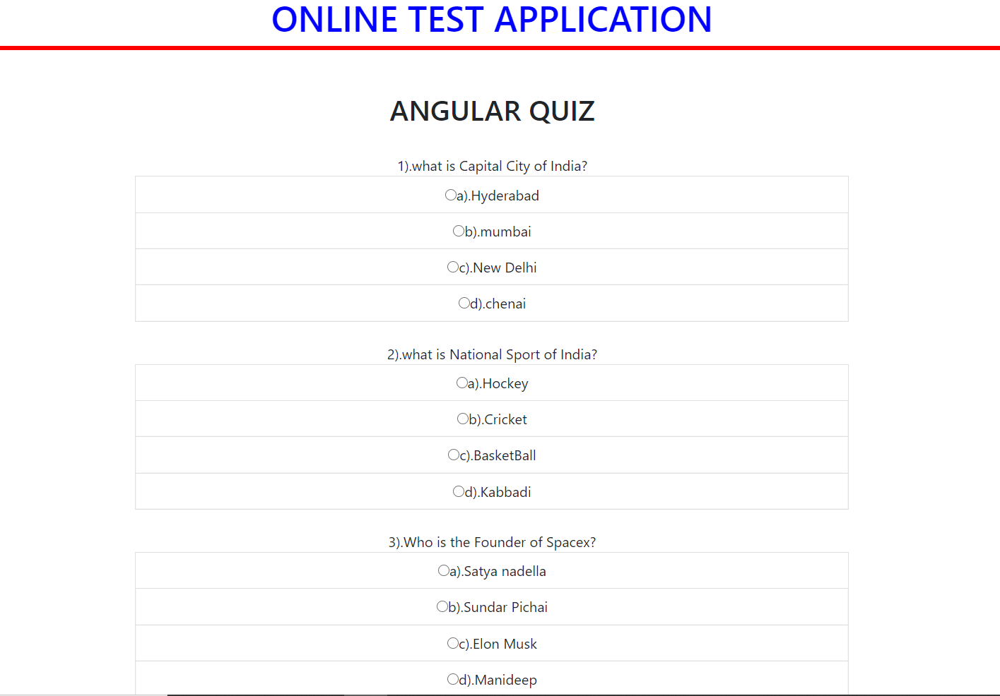 ONLINE TEST APPLICATION
ANGULAR QUIZ
1).what is Capital City of India?
a).Hyderabad
b).mumbai
c).New Delhi
d).chenai
2).what is National Sport of India?
a).Hockey
b).Cricket
c).BasketBall
d).Kabbadi
3).Who is the Founder of Spacex?
a).Satya nadella
b).Sundar Pichai
c).Elon Musk
d).Manideep